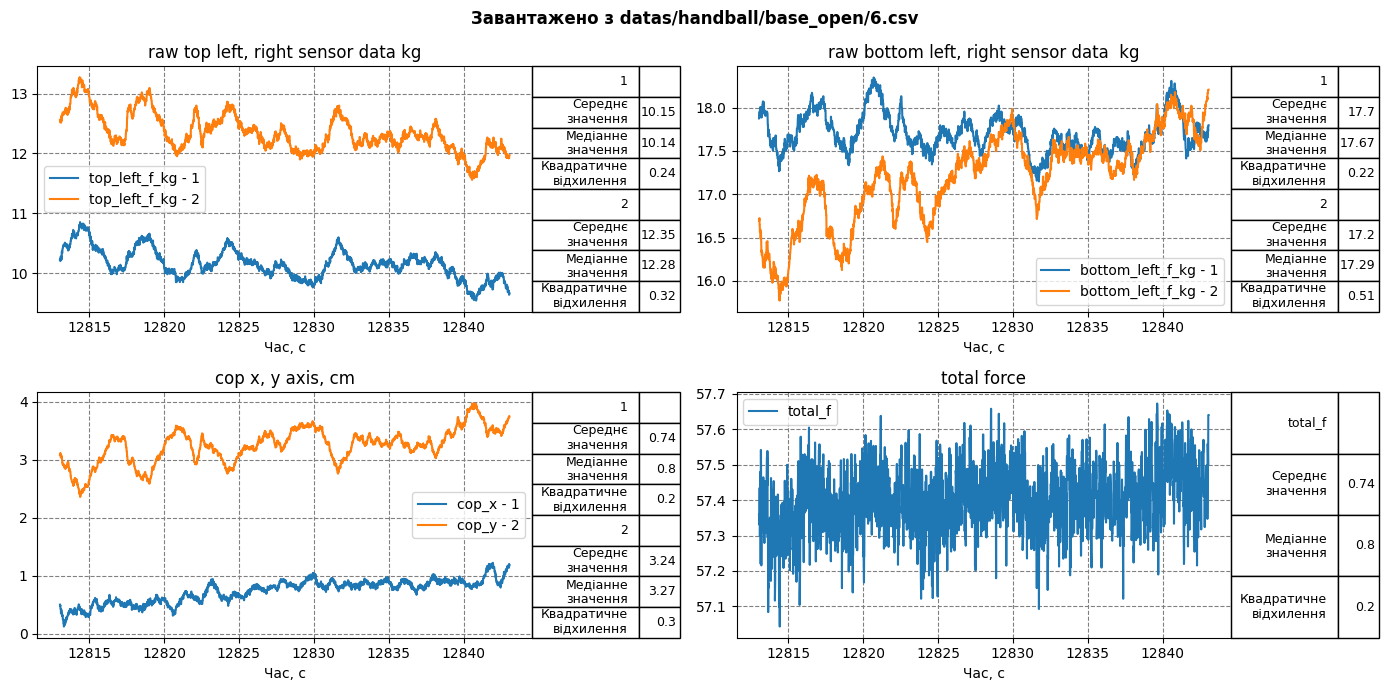 Завантажено з datas/handball/base_open/6.csv
raw top left, right sensor data kg
13
12
11
10
top_left_f_kg - 1
top_left_f_kg - 2
12815 12820 12825 12830 12835 12840
Час, с
1
Середнє
значення
10.15
Медіанне
значення
10.14
Квадратичне
відхилення
0.24
2
Середнє
значення
12.35
Медіанне
значення
12.28
Квадратичне
відхилення
0.32
raw bottom left, right sensor data  kg
18.0
17.5
17.0
16.5
16.0
bottom_left_f_kg - 1
bottom_left_f_kg - 2
12815 12820 12825 12830 12835 12840
Час, с
1
Середнє
значення
17.7
Медіанне
значення
17.67
Квадратичне
відхилення
0.22
2
Середнє
значення
17.2
Медіанне
значення
17.29
Квадратичне
відхилення
0.51
cop x, y axis, cm
4
3
2
1
0
cop_x - 1
cop_y - 2
12815 12820 12825 12830 12835 12840
Час, с
1
Середнє
значення
0.74
Медіанне
значення
0.8
Квадратичне
відхилення
0.2
2
Середнє
значення
3.24
Медіанне
значення
3.27
Квадратичне
відхилення
0.3
total force
57.7
57.6
57.5
57.4
57.3
57.2
57.1
total_f
12815 12820 12825 12830 12835 12840
Час, с
total_f
Середнє
значення
0.74
Медіанне
значення
0.8
Квадратичне
відхилення
0.2